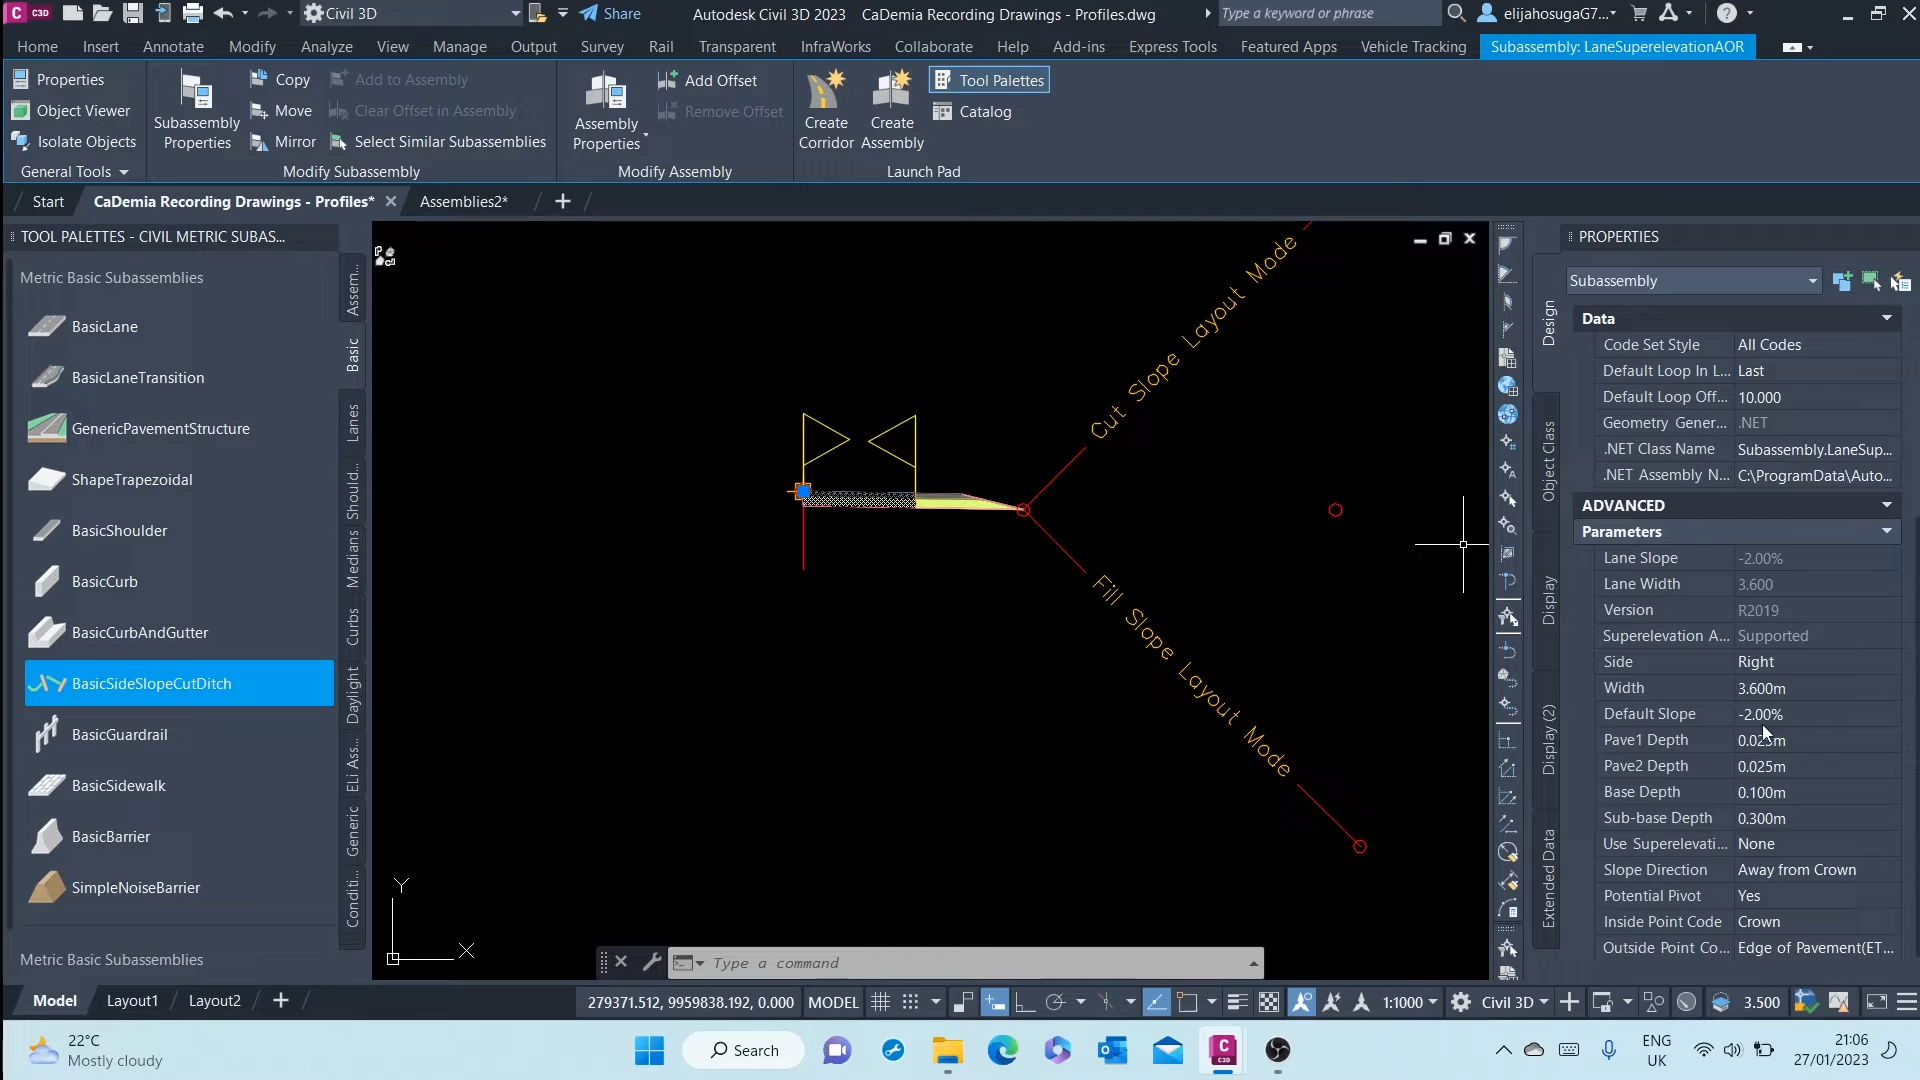 C C3D
Civil 3D
Share
Autodesk Civil 3D 2023 CaDemia Recording Drawings - Profiles.dwg
Type a keyword or phrase
elijahosugaG7...
Home Insert Annotate Modify Analyze View Manage Output Survey Rail Transparent InfraWorks Collaborate Help Add-ins Express Tools Featured Apps Vehicle Tracking Subassembly: LaneSuperelevationAOR
Properties
Object Viewer
Isolate Objects
General Tools
Subassembly
Properties
Copy
Move
Mirror
Add to Assembly
Clear Offset in Assembly
Select Similar Subassemblies
Modify Subassembly
Assembly
Properties
Add Offset
Remove Offset
Modify Assembly
Create
Corridor
Create
Assembly
Tool Palettes
Catalog
Launch Pad
Start
CaDemia Recording Drawings - Profiles*
Assemblies2*
TOOL PALETTES - CIVIL METRIC SUBAS...
Metric Basic Subassemblies
BasicLane
BasicLaneTransition
GenericPavementStructure
ShapeTrapezoidal
BasicShoulder
BasicCurb
BasicCurbAndGutter
BasicSideSlopeCutDitch
BasicGuardrail
BasicSidewalk
BasicBarrier
SimpleNoiseBarrier
Metric Basic Subassemblies
Assem...
Basic
Lanes
Should...
Medians
Curbs
Daylight
ELi Ass...
Generic
Conditi...
Cut Slope Layout Mode
Fill Slope Layout Mode
Y
X
Type a command
PROPERTIES
Subassembly
Design
Object Class
Display
Display (2)
Extended Data
Data
Code Set Style All Codes
Default Loop In L... Last
Default Loop Off... 10.000
Geometry Gener... .NET
.NET Class Name Subassembly.LaneSup...
.NET Assembly N... C:\ProgramData\Auto...
ADVANCED
Parameters
Lane Slope -2.00%
Lane Width 3.600
Version R2019
Superelevation A... Supported
Side Right
Width 3.600m
Default Slope -2.00%
Pave1 Depth 0.025m
Pave2 Depth 0.025m
Base Depth 0.100m
Sub-base Depth 0.300m
Use Superelevati... None
Slope Direction Away from Crown
Potential Pivot Yes
Inside Point Code Crown
Outside Point Co... Edge of Pavement(ET...
Model Layout1 Layout2
279371.512, 9959838.192, 0.000 MODEL
1:1000
Civil 3D
3.500
22°C
Mostly cloudy
Search
C
C3D
ENG
UK
21:06
27/01/2023